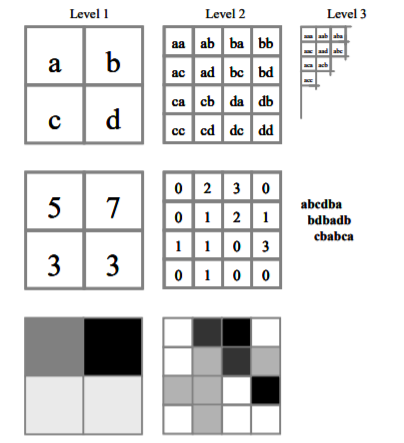 Level 1 Level 2 Level 3
a b
c d
aa ab ba bb
ac ad bc bd
ca cb da db
cc cd dc dd
aaa aab aba
aac aad abc
aca acb
acc
5 7
3 3
0 2 3 0
0 1 2 1
1 1 0 3
0 1 0 0
abcdba
bdbadb
cbabca